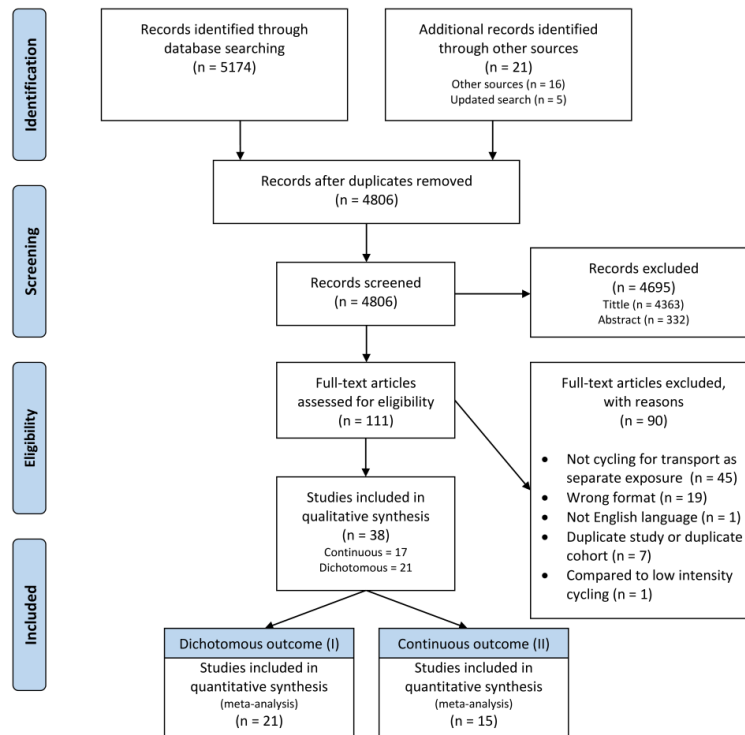 Identification
Records identified through
database searching
(n = 5174)
Additional records identified
through other sources
(n = 21)
Other sources (n = 16)
Updated search (n = 5)
Records after duplicates removed
(n = 4806)
Screening
Records screened
(n = 4806)
Records excluded
(n = 4695)
Tittle (n = 4363)
Abstract (n = 332)
Eligibility
Full-text articles
assessed for eligibility
(n = 111)
Full-text articles excluded,
with reasons
(n = 90)
• Not cycling for transport as
separate exposure (n = 45)
• Wrong format (n = 19)
• Not English language (n = 1)
• Duplicate study or duplicate
cohort (n = 7)
• Compared to low intensity
cycling (n = 1)
Studies included in
qualitative synthesis
(n = 38)
Continuous = 17
Dichotomous = 21
Included
Dichotomous outcome (I)
Studies included in
quantitative synthesis
(meta-analysis)
(n = 21)
Continuous outcome (II)
Studies included in
quantitative synthesis
(meta-analysis)
(n = 15)